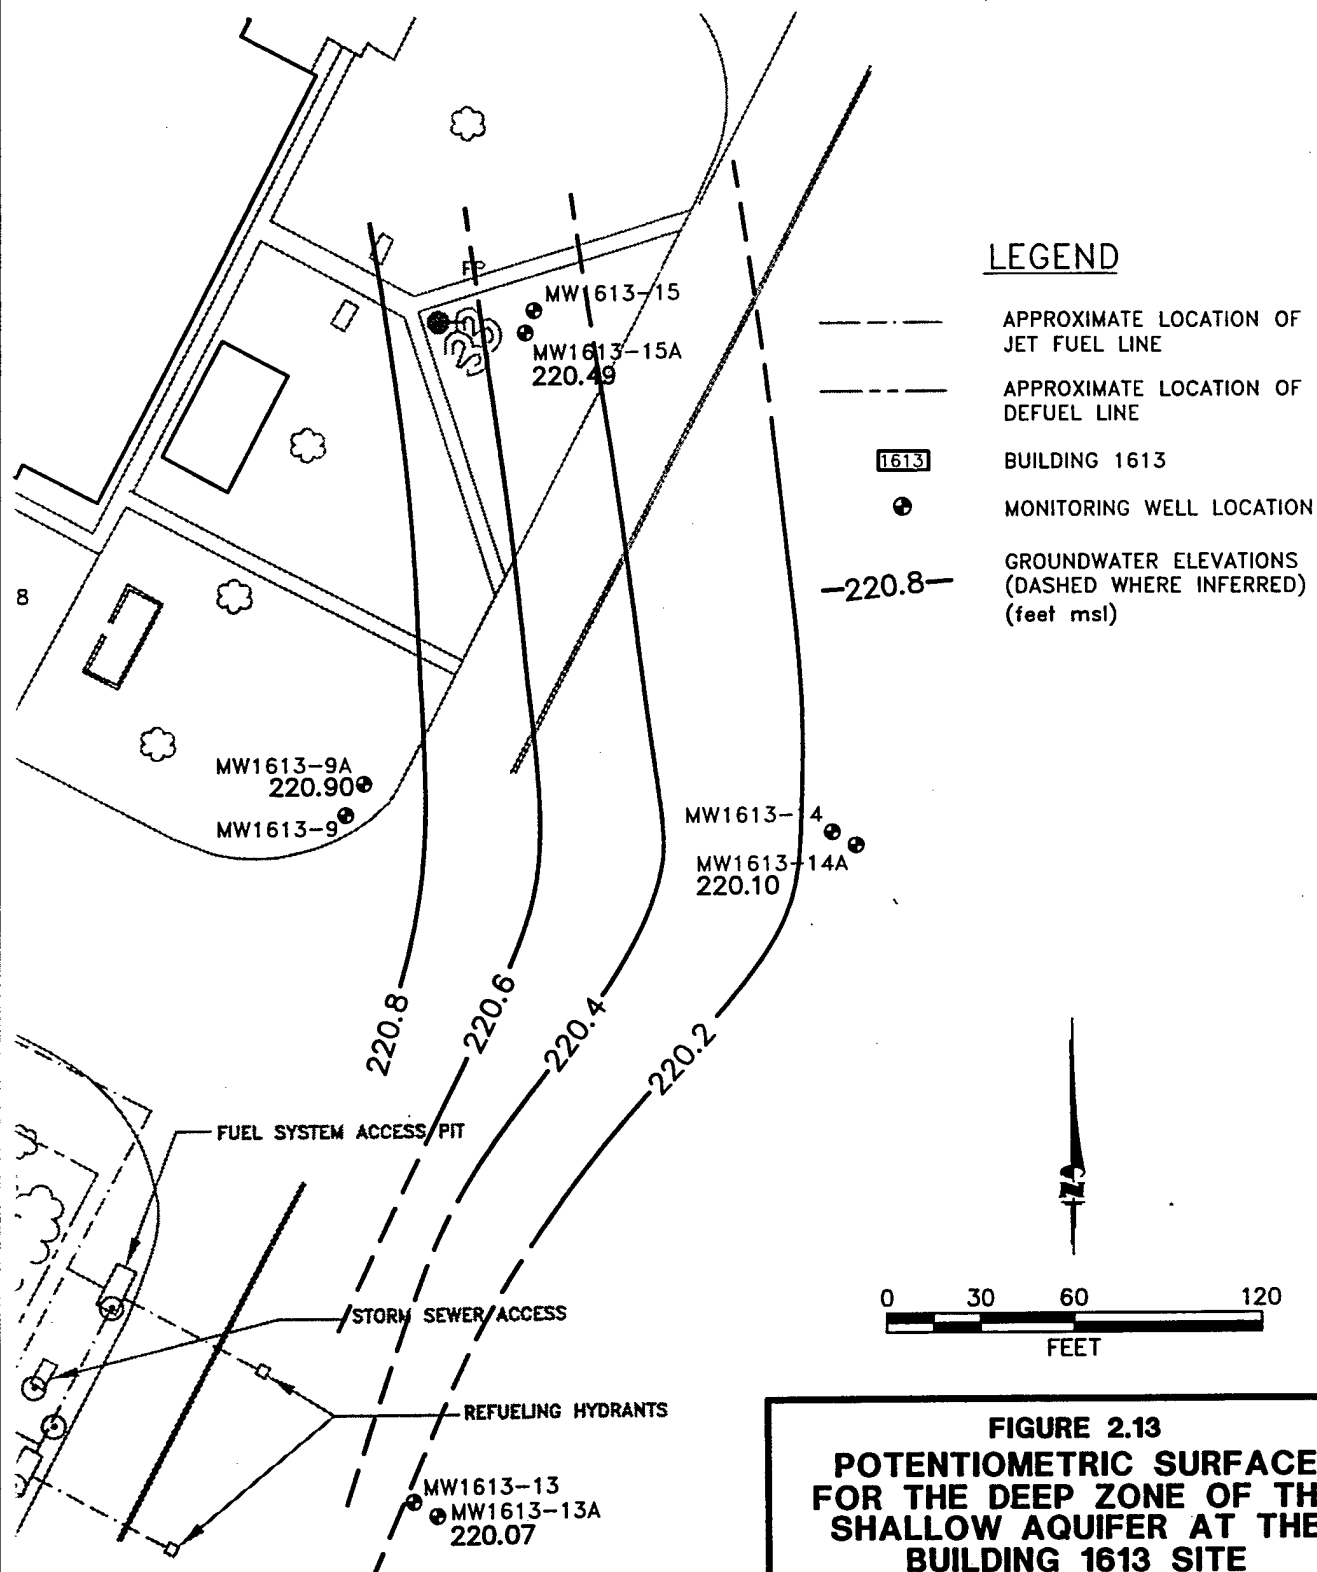 FP
MW1613-15
MW1613-15A
220.49
LEGEND
APPROXIMATE LOCATION OF
JET FUEL LINE
APPROXIMATE LOCATION OF
DEFUEL LINE
1613
BUILDING 1613
MONITORING WELL LOCATION
220.8
GROUNDWATER ELEVATIONS
(DASHED WHERE INFERRED)
(feet msl)
8
MW1613-9A
220.90
MW1613-9
MW1613-14
MW1613-14A
220.10
220.8
220.6
220.4
220.2
FUEL SYSTEM ACCESS PIT
STORM SEWER ACCESS
REFUELING HYDRANTS
MW1613-13
MW1613-13A
220.07
N
0 30 60 120
FEET
FIGURE 2.13
POTENTIOMETRIC SURFACE
FOR THE DEEP ZONE OF TH
SHALLOW AQUIFER AT THE
BUILDING 1613 SITE